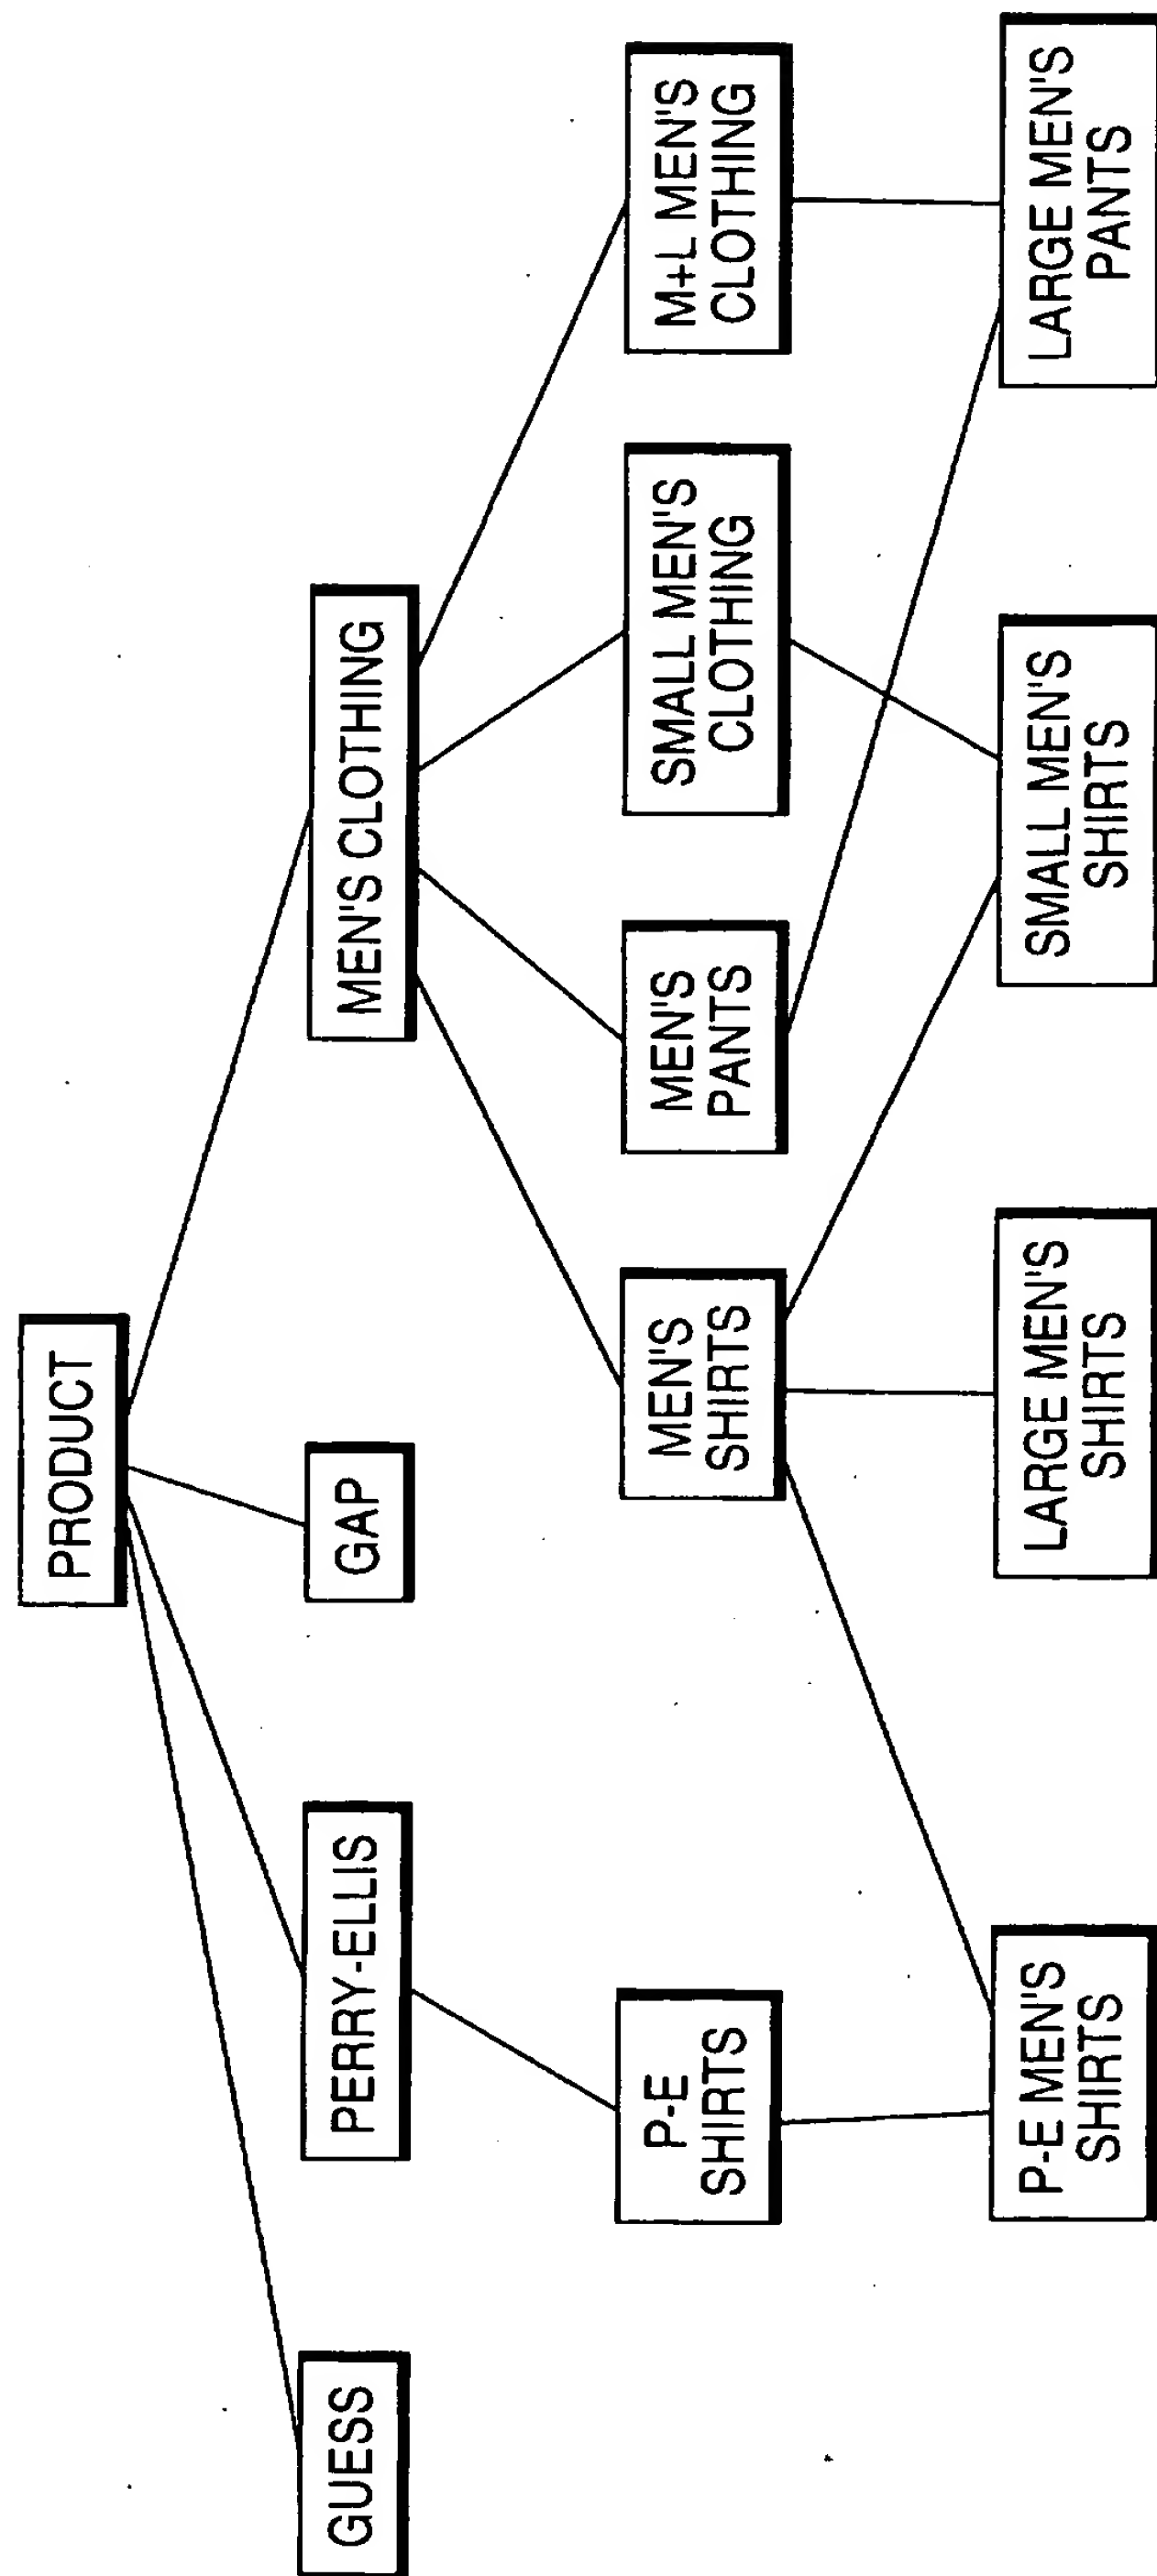 PRODUCT
GUESS
PERRY-ELLIS
GAP
MEN'S CLOTHING
P-E
SHIRTS
MEN'S
SHIRTS
MEN'S
PANTS
SMALL MEN'S
CLOTHING
M+L MEN'S
CLOTHING
P-E MEN'S
SHIRTS
LARGE MEN'S
SHIRTS
SMALL MEN'S
SHIRTS
LARGE MEN'S
PANTS